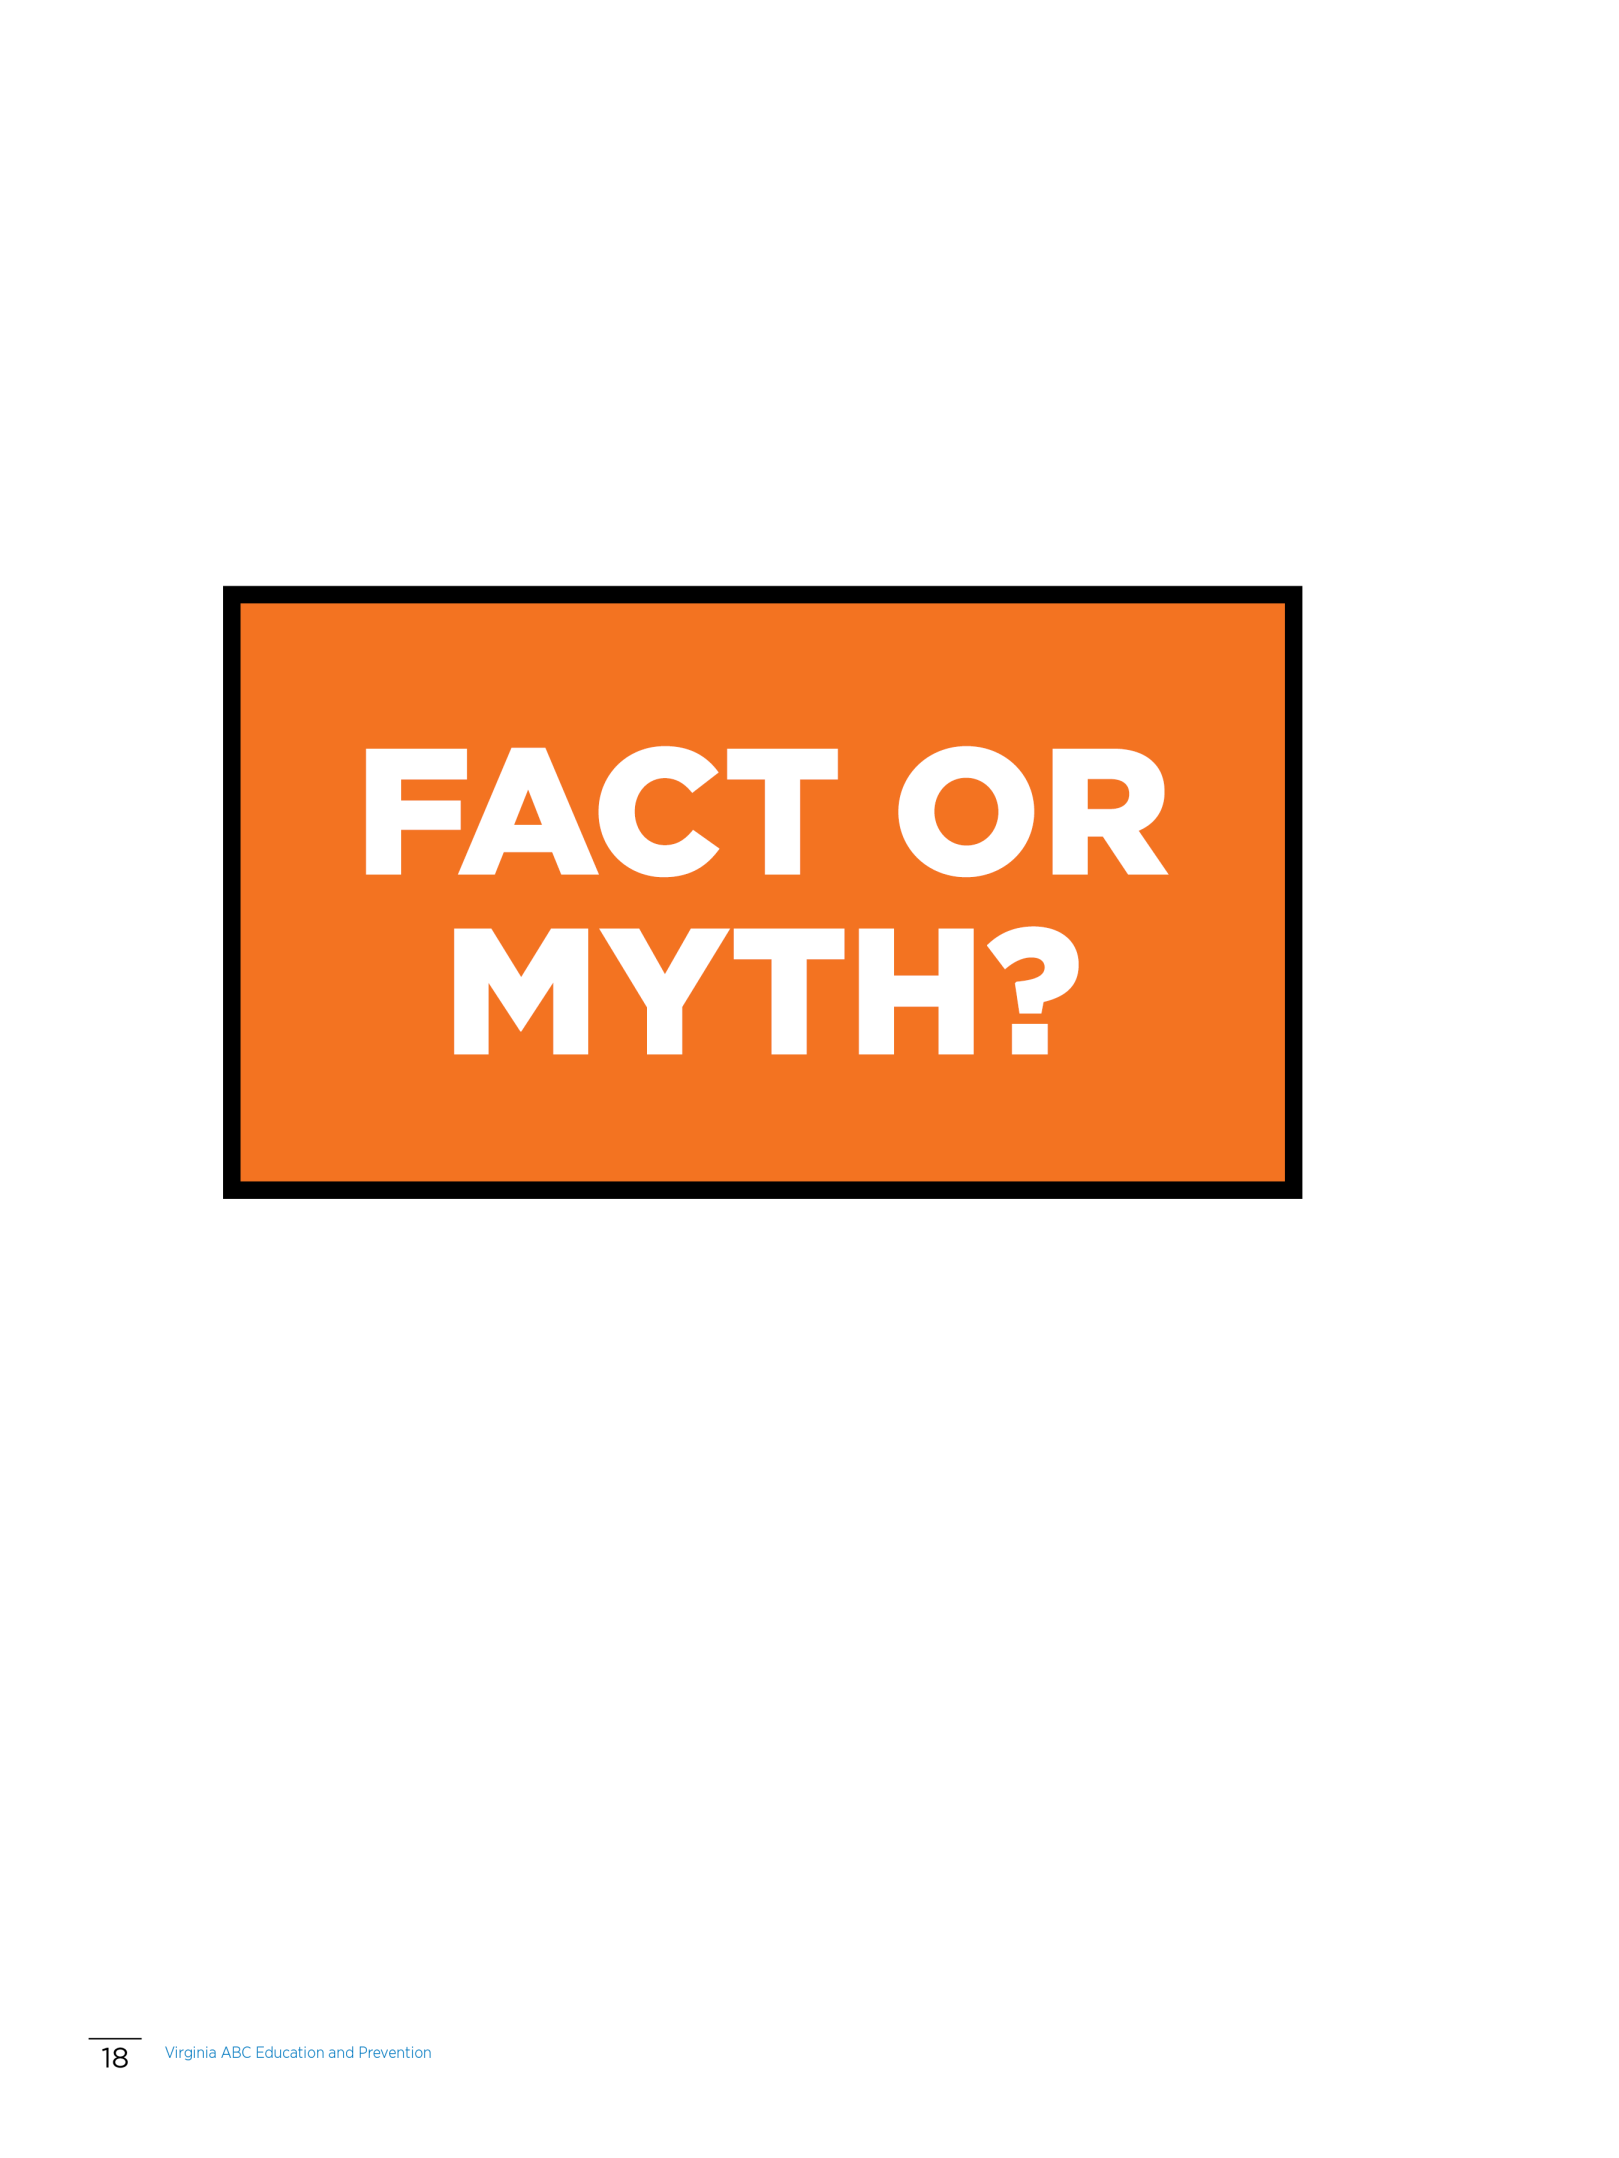 FACT OR
MYTH?
18 Virginia ABC Education and Prevention